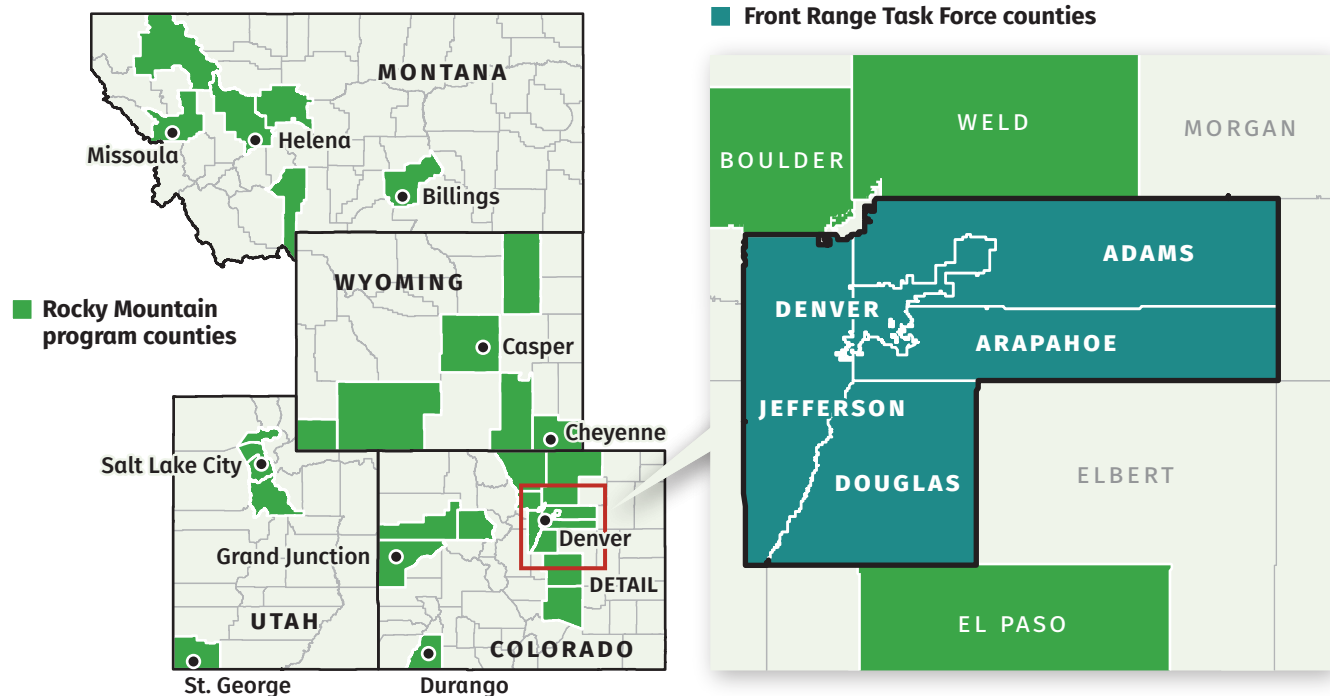 Front Range Task Force counties
MONTANA
Missoula
Helena
Billings
WYOMING
Rocky Mountain
program counties
Casper
Cheyenne
Salt Lake City
Grand Junction
Denver
DETAIL
UTAH
COLORADO
St. George
Durango
WELD
MORGAN
BOULDER
ADAMS
DENVER
ARAPAHOE
JEFFERSON
DOUGLAS
ELBERT
EL PASO